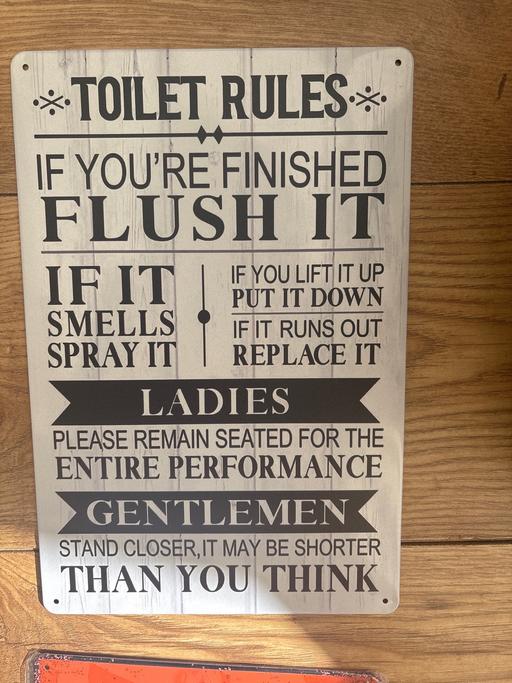 TOILET RULES
IF YOU'RE FINISHED
FLUSH IT
IF IT
SMELLS
SPRAY IT
IF YOU LIFT IT UP
PUT IT DOWN
IF IT RUNS OUT
REPLACE IT
LADIES
PLEASE REMAIN SEATED FOR THE
ENTIRE PERFORMANCE
GENTLEMEN
STAND CLOSER,IT MAY BE SHORTER
THAN YOU THINK